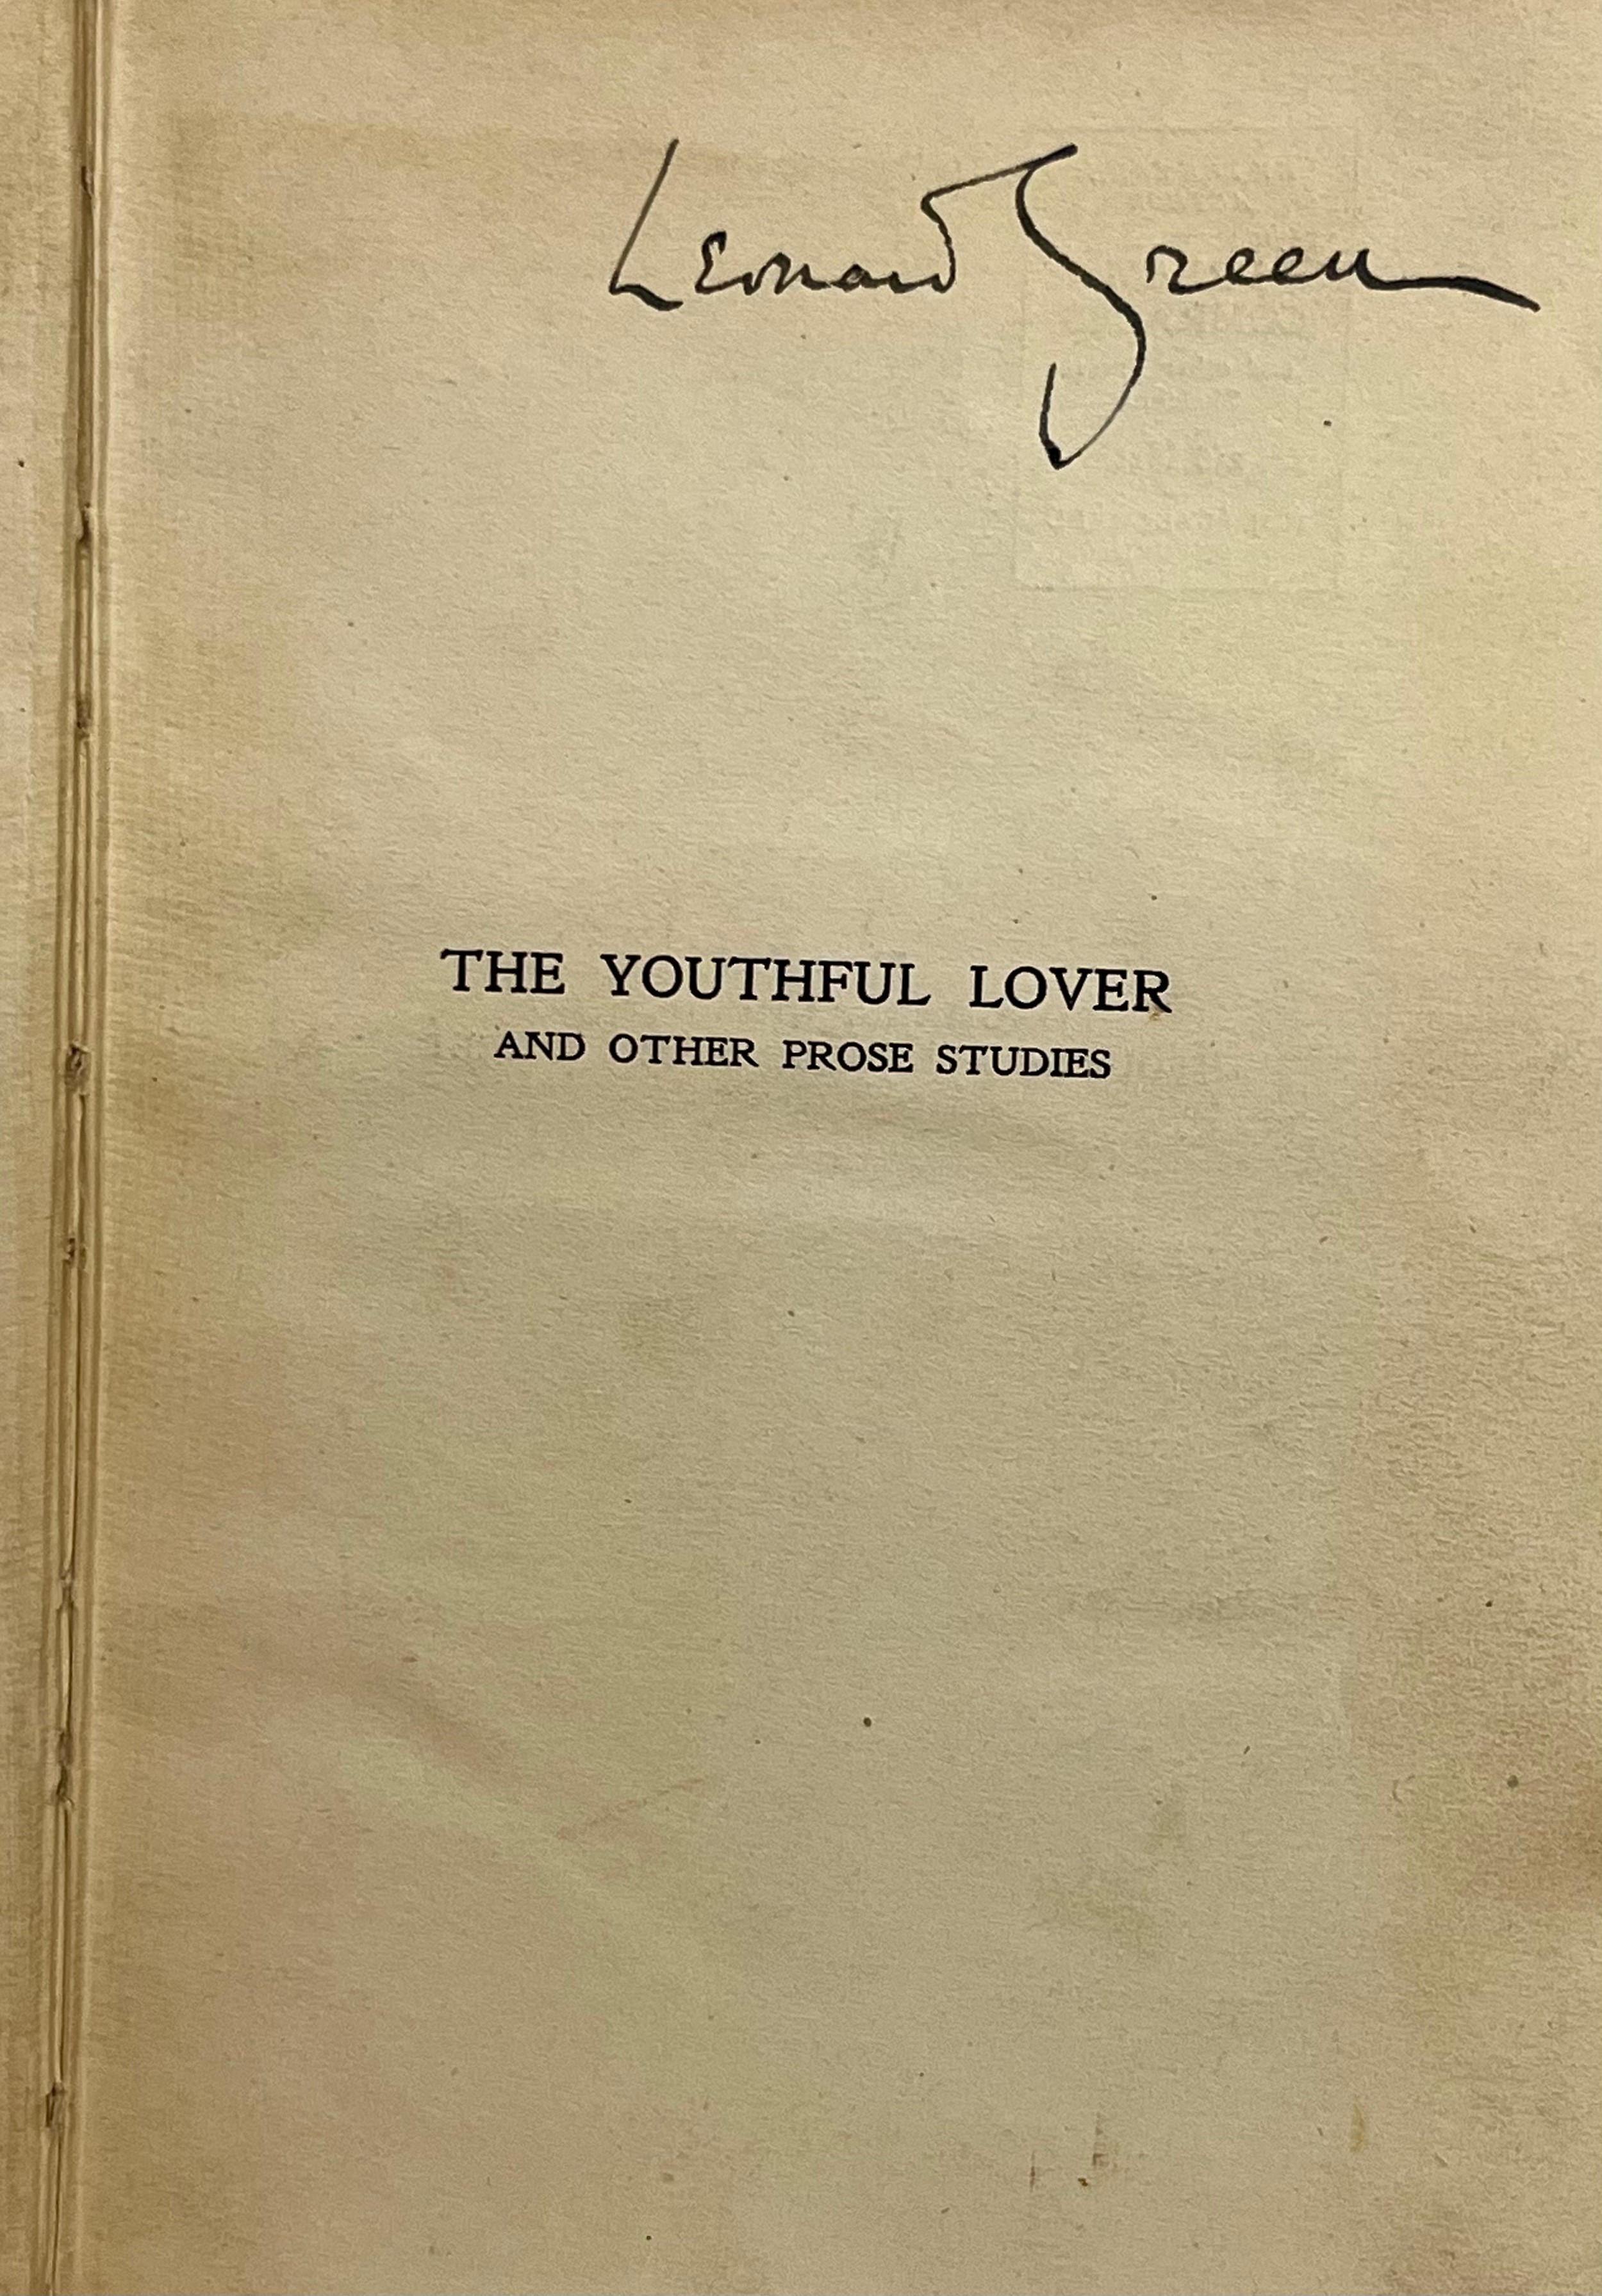 Leonard Green
THE YOUTHFUL LOVER
AND OTHER PROSE STUDIES